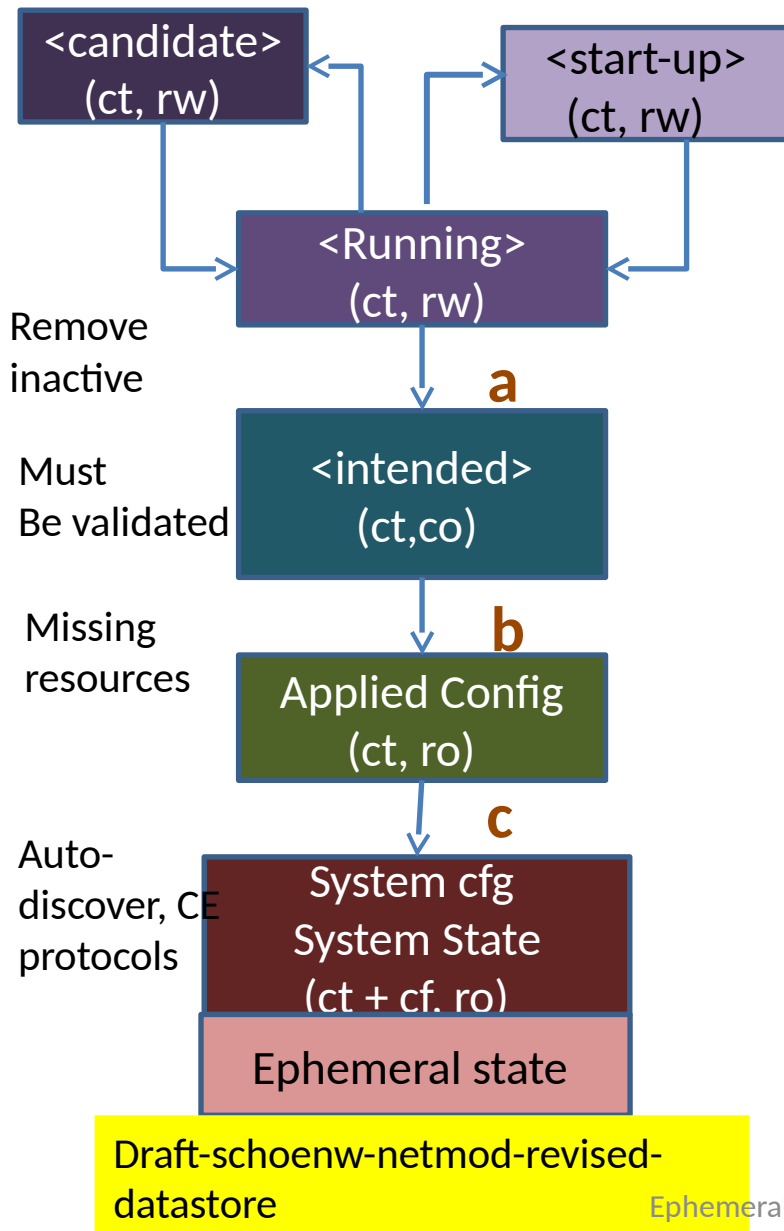 <candidate>
(ct, rw)
<start-up>
(ct, rw)
<Running>
(ct, rw)
Remove
inactive
a
<intended>
(ct,co)
Must
Be validated
Missing
resources
b
Applied Config
(ct, ro)
c
Auto-
discover, CE
protocols
System cfg
System State
(ct + cf, ro)
Ephemeral state
Draft-schoenw-netmod-revised-
datastore
Ephemera